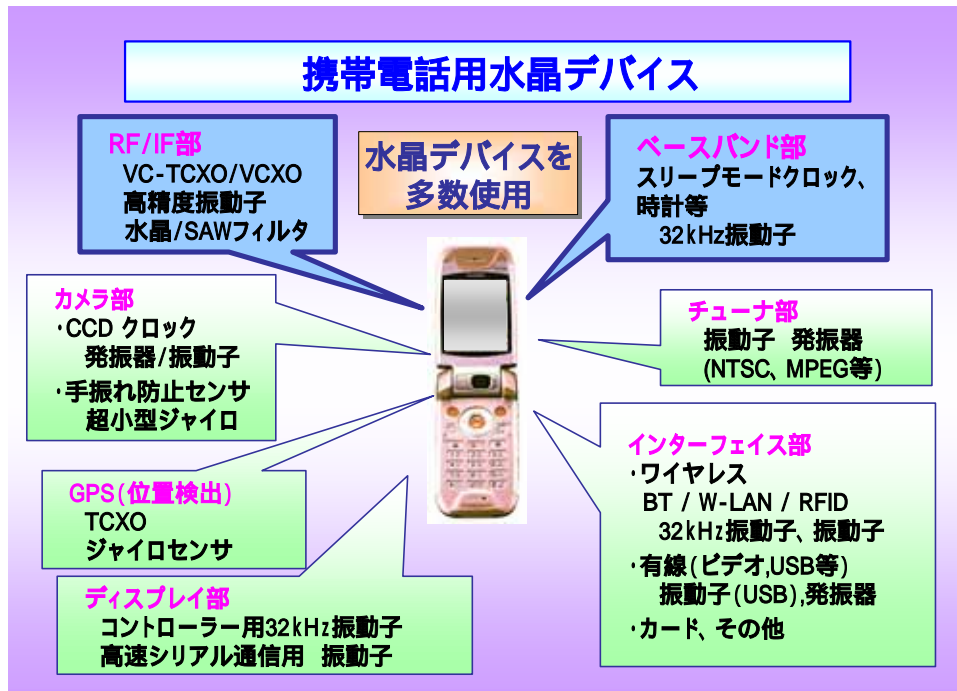 携帯電話用水晶デバイス
RF/IF部
VC-TCXO/VCXO
高精度振動子
水晶/SAWフィルタ
水晶デバイスを
多数使用
ベースバンド部
スリープモードクロック、
時計等
32kHz振動子
カメラ部
・CCD クロック
発振器/振動子
・手振れ防止センサ
超小型ジャイロ
チューナ部
振動子 発振器
(NTSC、MPEG等)
GPS(位置検出)
TCXO
ジャイロセンサ
インターフェイス部
・ワイヤレス
BT / W-LAN / RFID
32kHz振動子、振動子
・有線(ビデオ,USB等)
振動子(USB),発振器
・カード、その他
ディスプレイ部
コントローラー用32kHz振動子
高速シリアル通信用 振動子